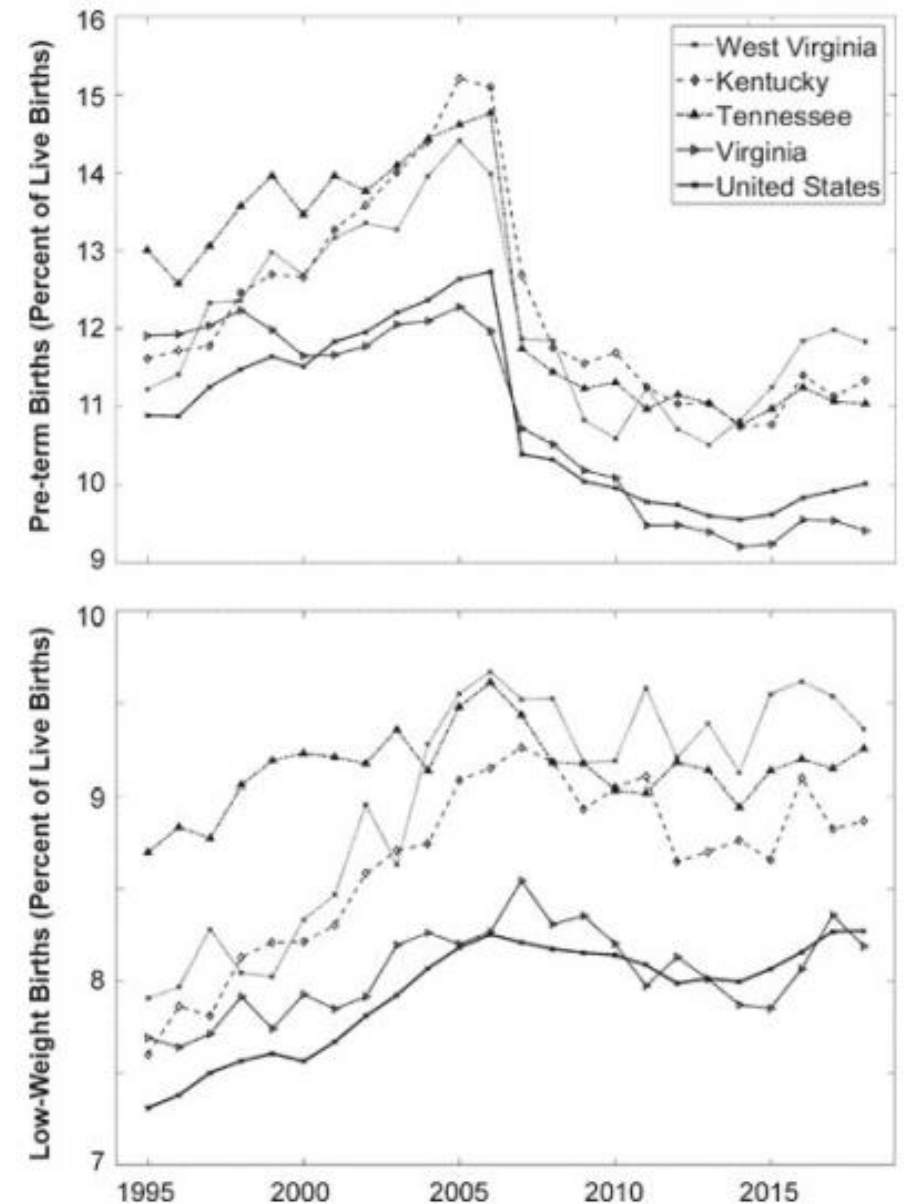 Pre-term Births (Percent of Live Births)
16
15
14
13
12
11
10
9
West Virginia
Kentucky
Tennessee
Virginia
United States
Low-Weight Births (Percent of Live Births)
10
9
8
7
1995 2000 2005 2010 2015